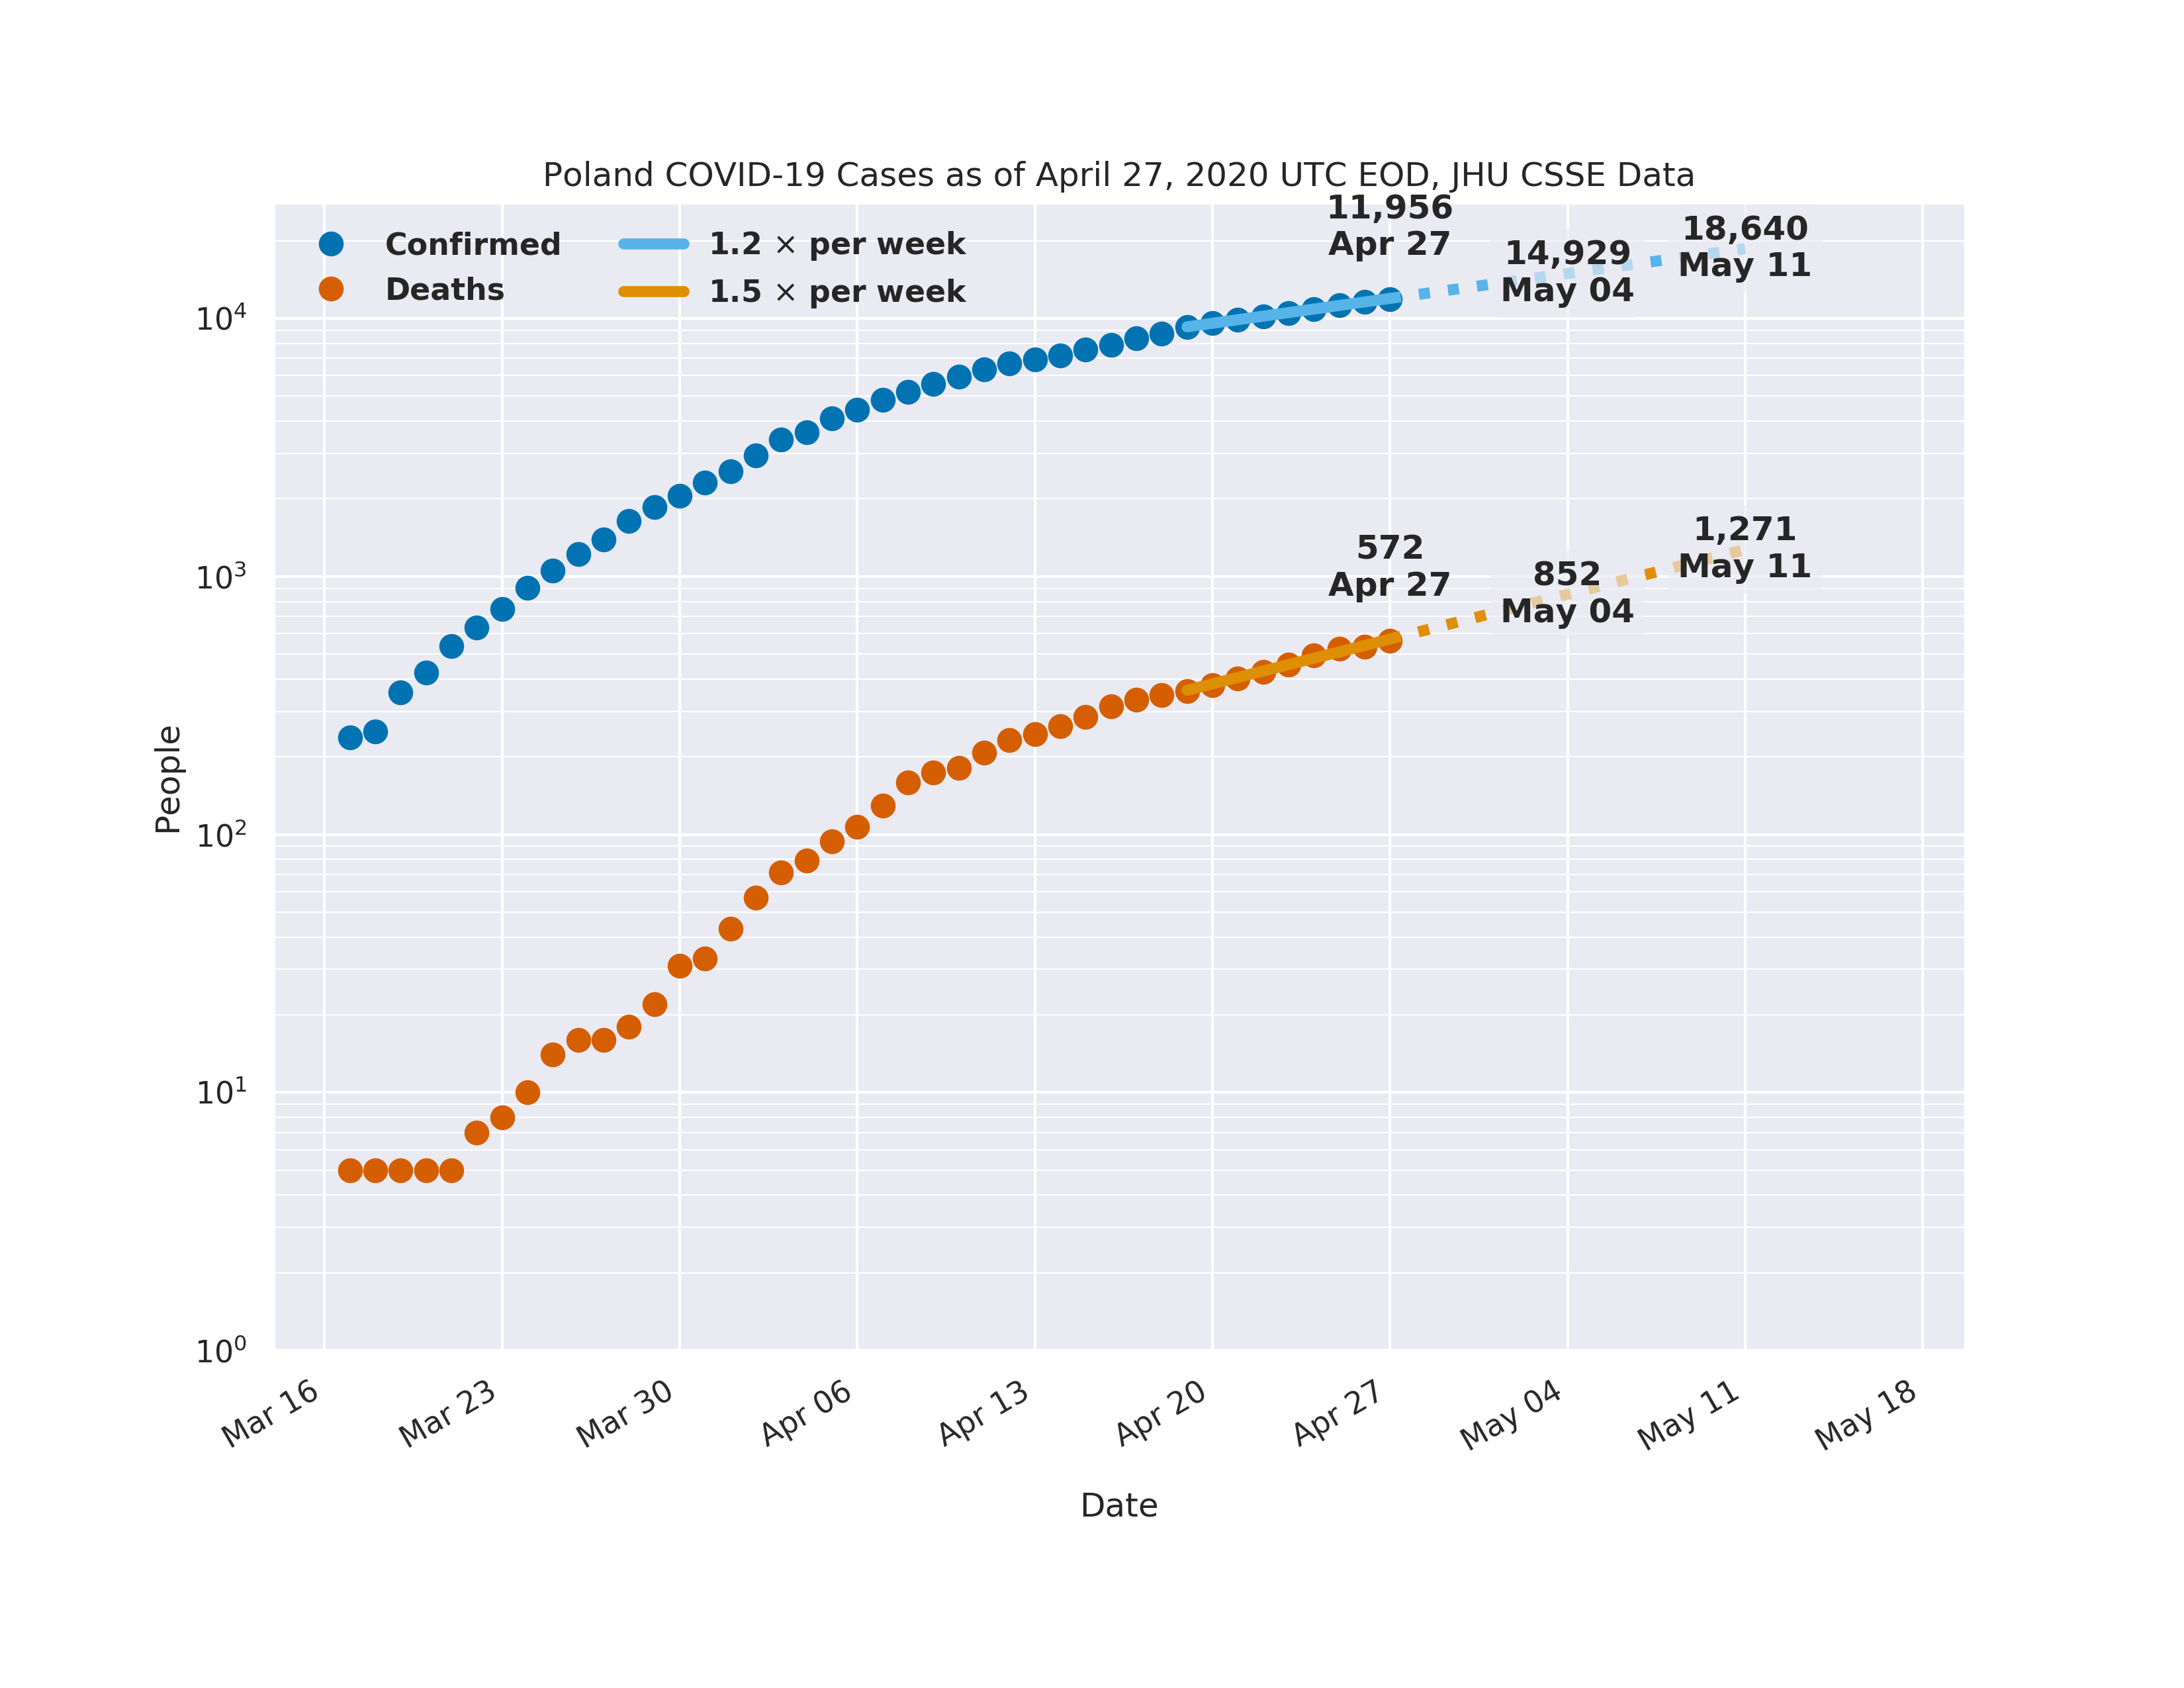 Poland COVID-19 Cases as of April 27, 2020 UTC EOD, JHU CSSE Data
Confirmed
Deaths
1.2 × per week
1.5 × per week
11,956
Apr 27
14,929
May 04
18,640
May 11
572
Apr 27
852
May 04
1,271
May 11
People
10⁴
10³
10²
10¹
10⁰
Mar 16
Mar 23
Mar 30
Apr 06
Apr 13
Apr 20
Apr 27
May 04
May 11
May 18
Date